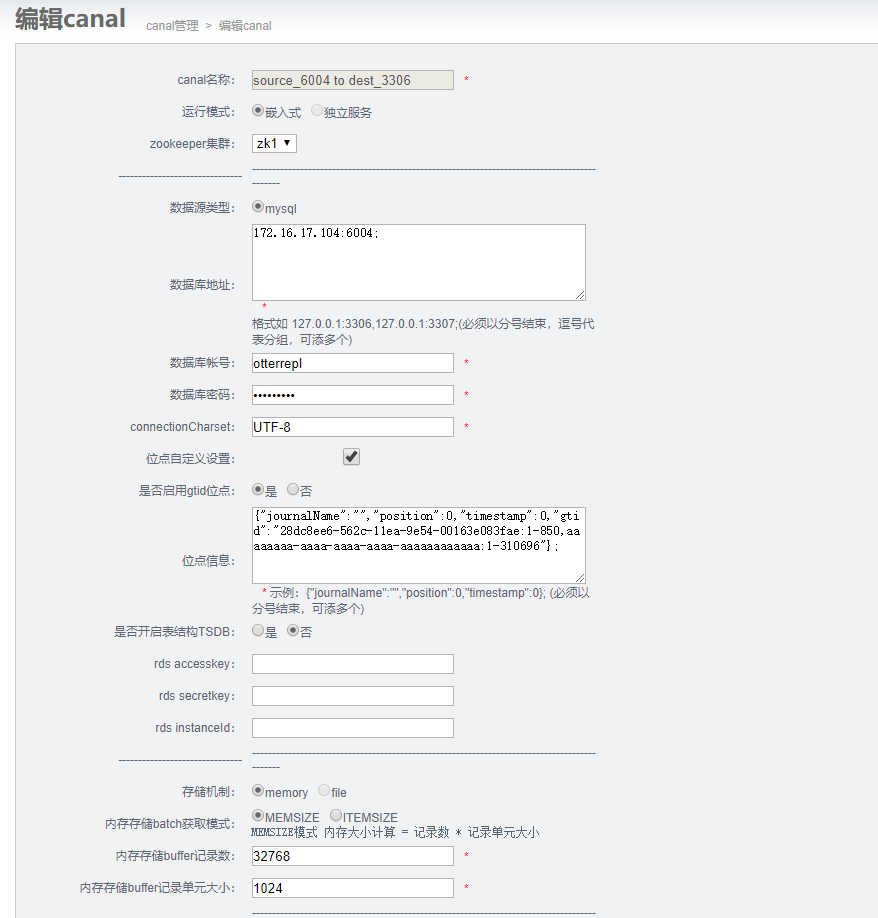 编辑canal canal管理 > 编辑canal
canal名称: source_6004 to dest_3306 *
运行模式: 嵌入式 独立服务
zookeeper集群: zk1
数据源类型: mysql
172.16.17.104:6004;
数据库地址:
*
格式如 127.0.0.1:3306,127.0.0.1:3307;(必须以分号结束，逗号代
表分组，可添多个)
数据库帐号: otterrepl *
数据库密码: ••••••••• *
connectionCharset: UTF-8 *
位点自定义设置:
是否启用gtid位点: 是 否
{"journalName":"","position":0,"timestamp":0,"gti
d":"28dc8ee6-562c-11ea-9e54-00163e083fae:1-850,aa
aaaaaa-aaaa-aaaa-aaaa-aaaaaaaaaaaa:1-310696"};
位点信息:
* 示例：{"journalName":"","position":0,"timestamp":0}; (必须以
分号结束，可添多个)
是否开启表结构TSDB: 是 否
rds accesskey:
rds secretkey:
rds instanceId:
存储机制: memory file
内存存储batch获取模式: MEMSIZE ITEMSIZE
MEMSIZE模式 内存大小计算 = 记录数 * 记录单元大小
内存存储buffer记录数: 32768 *
内存存储buffer记录单元大小: 1024 *